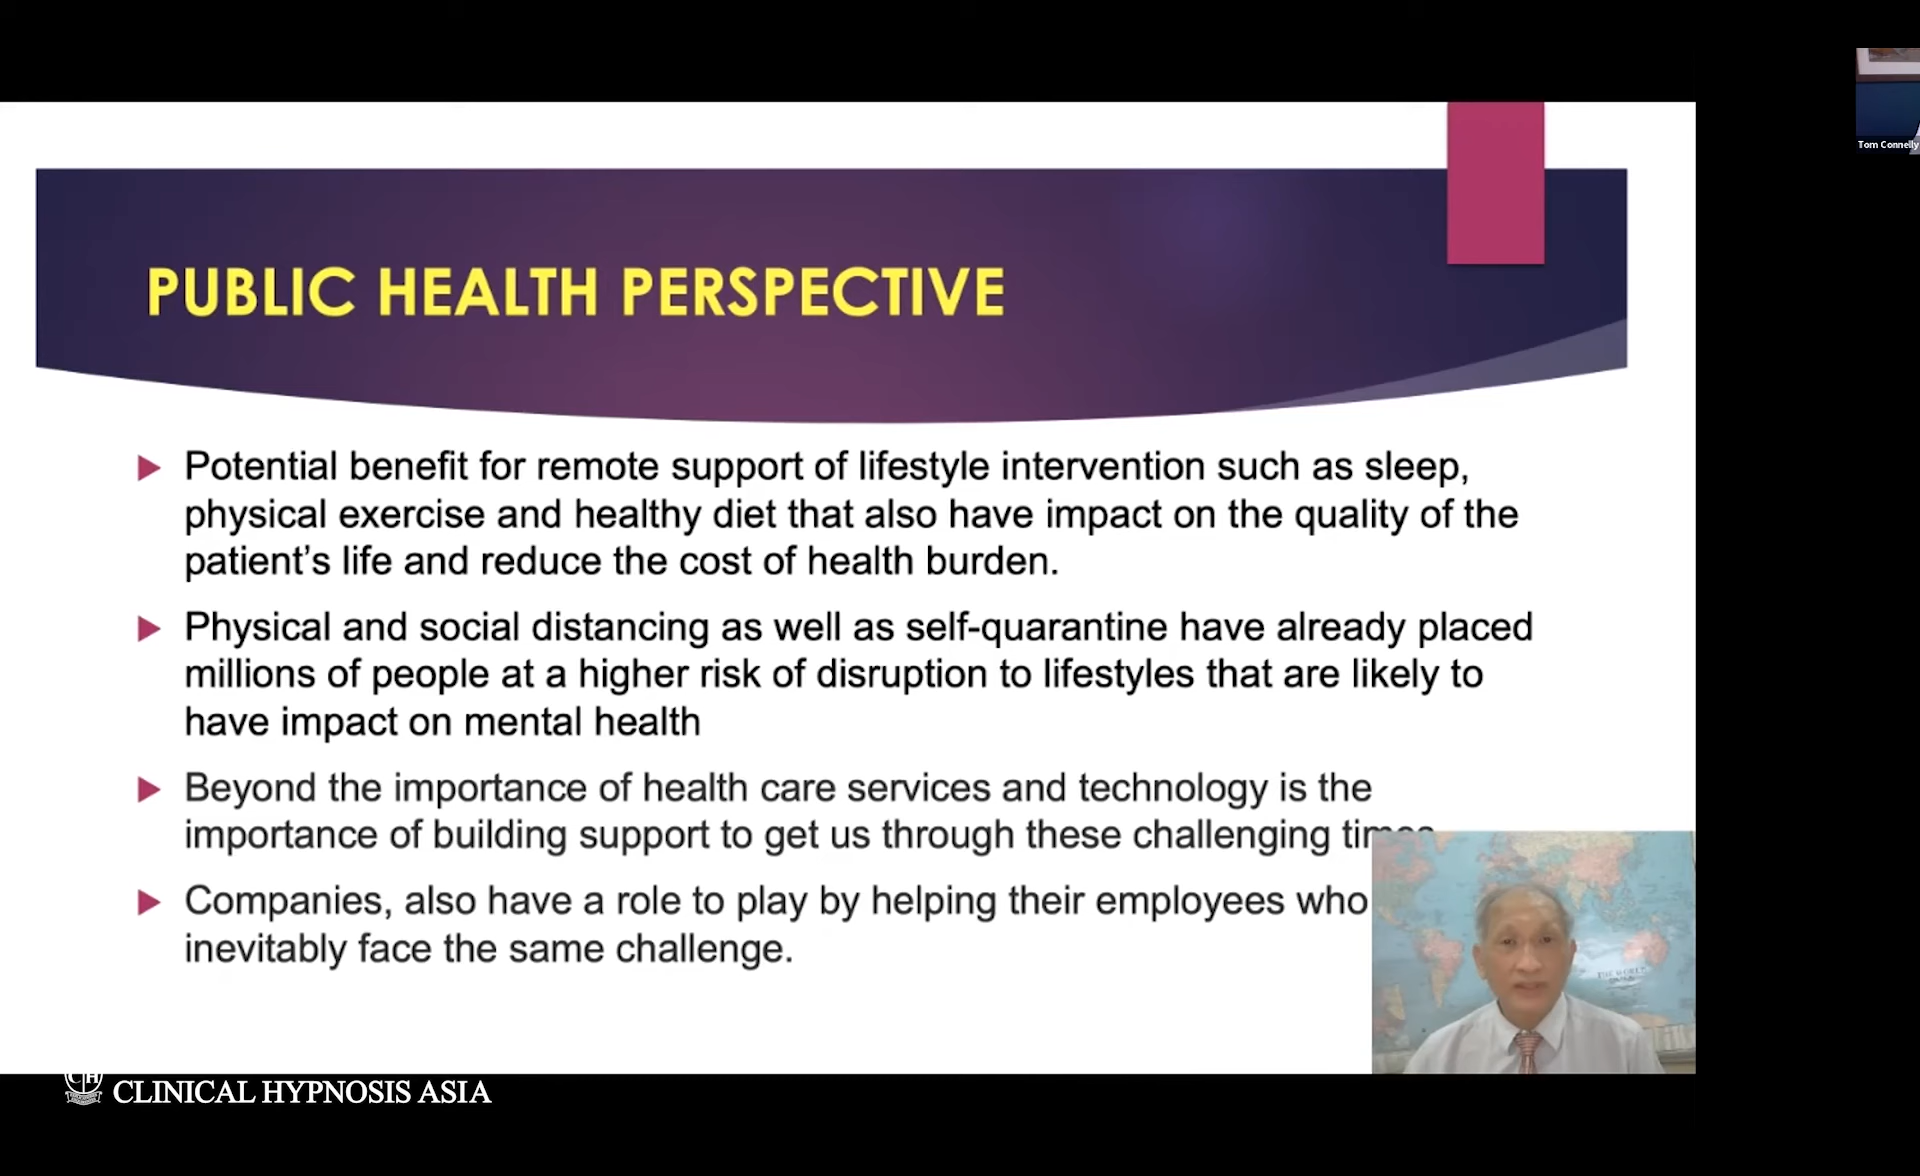 Tom Connelly
PUBLIC HEALTH PERSPECTIVE
Potential benefit for remote support of lifestyle intervention such as sleep,
physical exercise and healthy diet that also have impact on the quality of the
patient's life and reduce the cost of health burden.
Physical and social distancing as well as self-quarantine have already placed
millions of people at a higher risk of disruption to lifestyles that are likely to
have impact on mental health
Beyond the importance of health care services and technology is the
importance of building support to get us through these challenging times
Companies, also have a role to play by helping their employees who
inevitably face the same challenge.
THE WORLD
CH CLINICAL HYPNOSIS ASIA